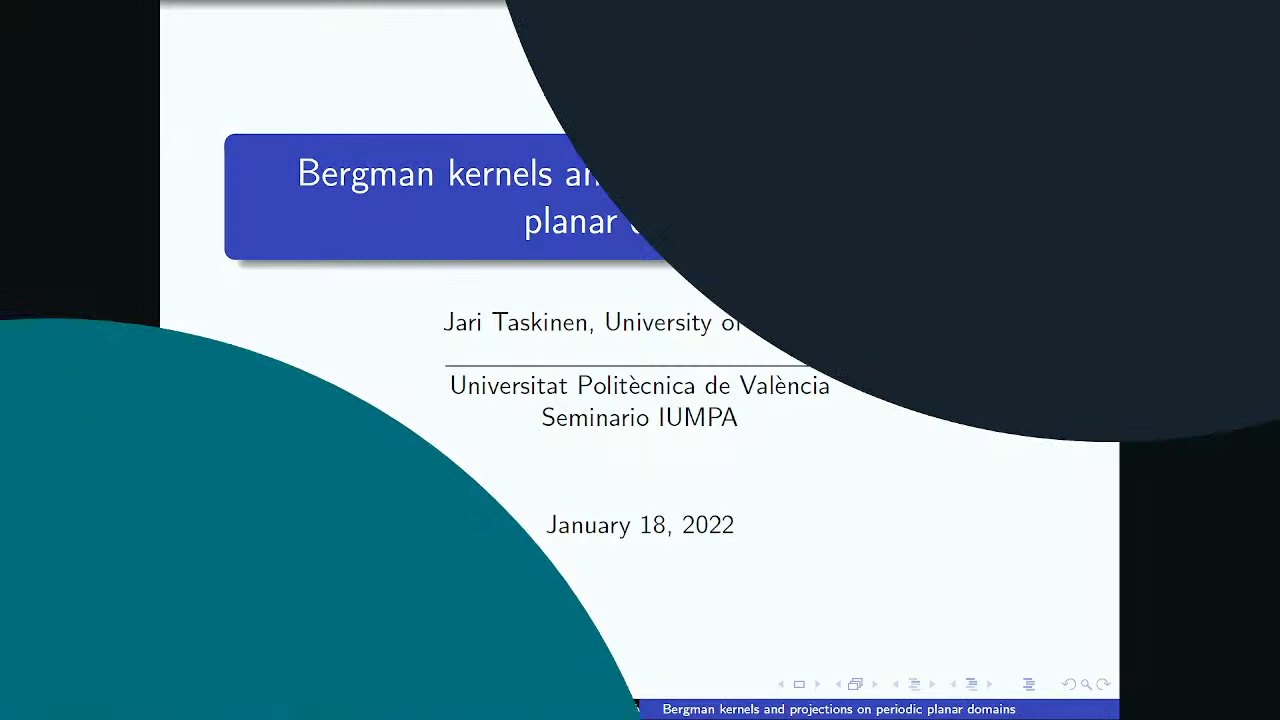 Bergman kernels an
planar
Jari Taskinen, University of
Universitat Politècnica de València
Seminario IUMPA
January 18, 2022
Bergman kernels and projections on periodic planar domains